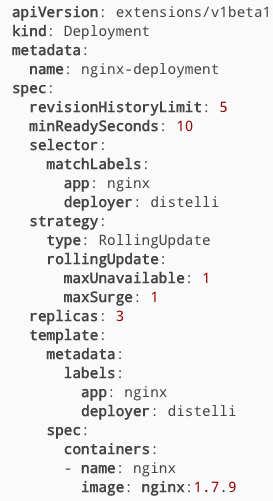 apiVersion: extensions/v1beta1
kind: Deployment
metadata:
  name: nginx-deployment
spec:
  revisionHistoryLimit: 5
  minReadySeconds: 10
  selector:
    matchLabels:
      app: nginx
      deployer: distelli
  strategy:
    type: RollingUpdate
    rollingUpdate:
      maxUnavailable: 1
      maxSurge: 1
  replicas: 3
  template:
    metadata:
      labels:
        app: nginx
        deployer: distelli
    spec:
      containers:
      - name: nginx
        image: nginx:1.7.9